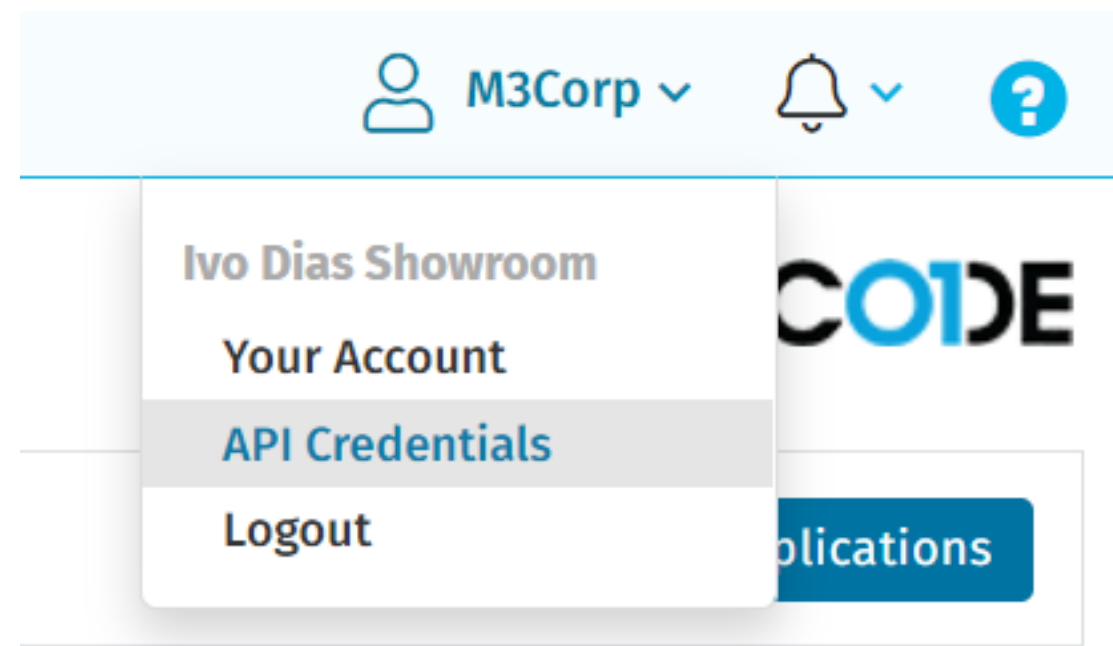 M3Corp
?
Ivo Dias Showroom
CODE
Your Account
API Credentials
Logout
plications